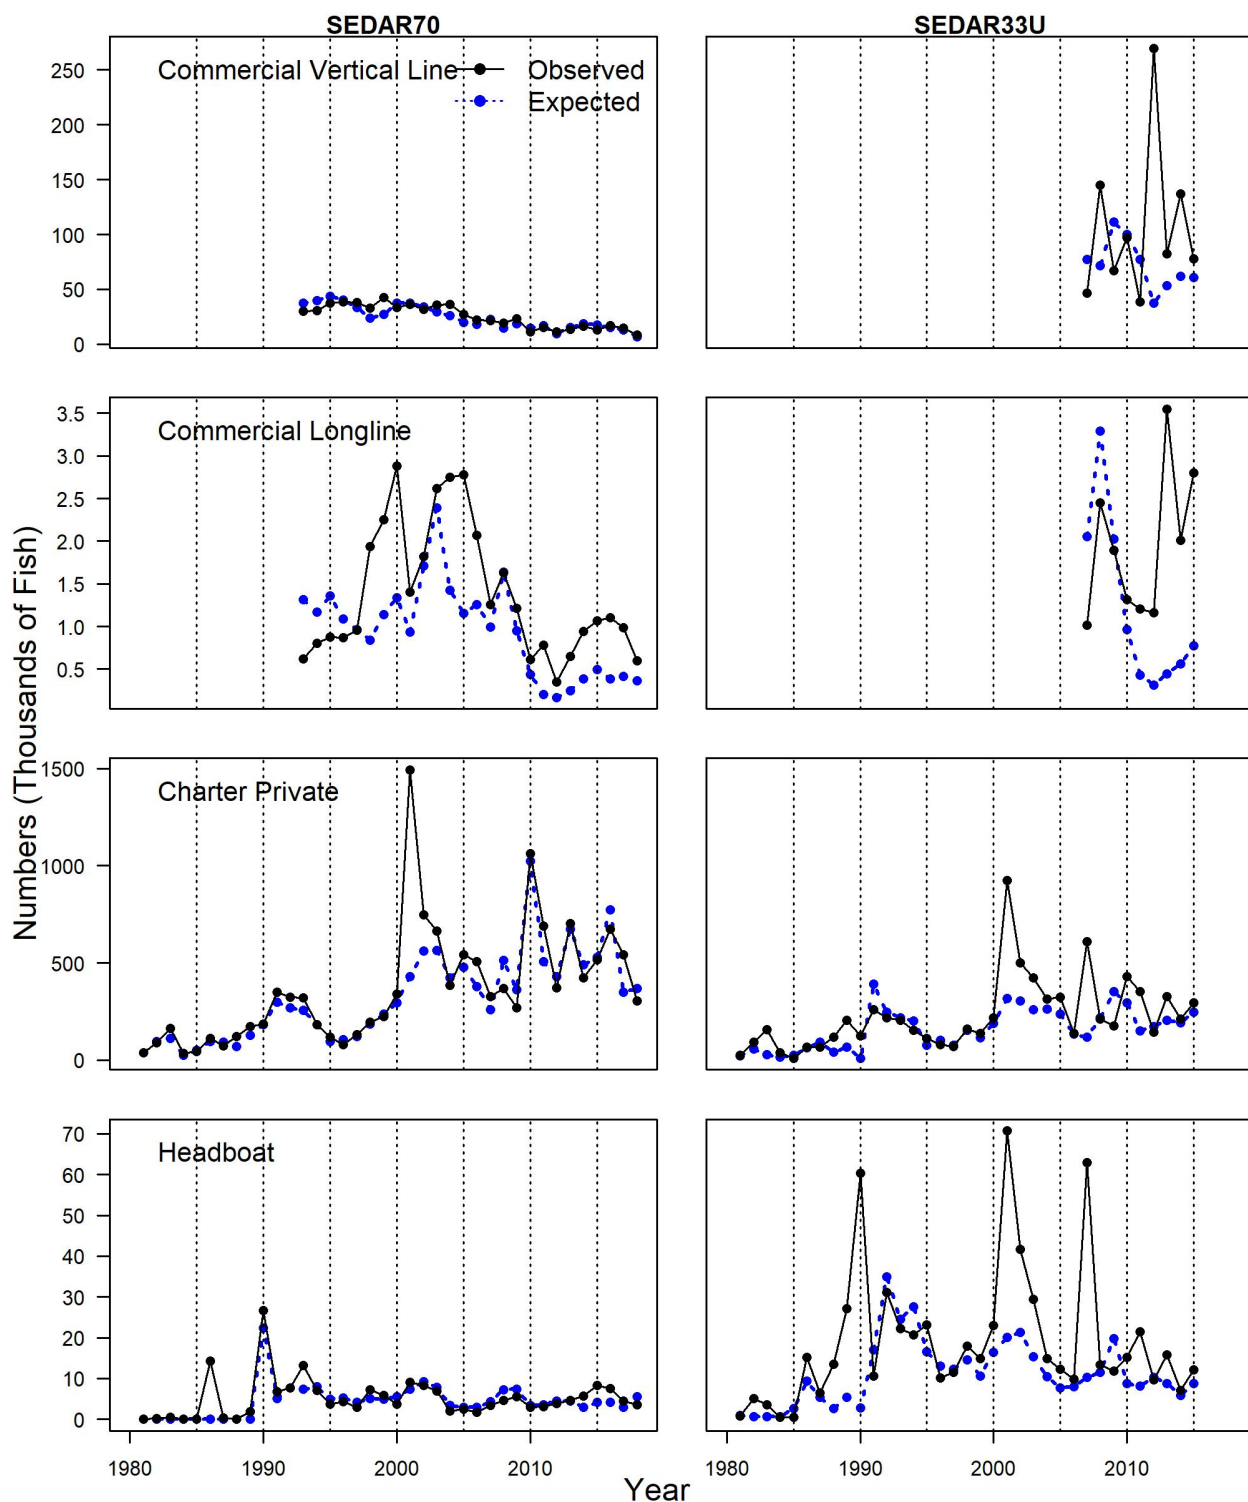 SEDAR70 SEDAR33U
Commercial Vertical Line Observed
Expected
250
200
150
100
50
0
Commercial Longline
3.5
3.0
2.5
2.0
1.5
1.0
0.5
Charter Private
1500
1000
500
0
Headboat
70
60
50
40
30
20
10
0
1980 1990 2000 2010 1980 1990 2000 2010
Numbers (Thousands of Fish)
Year